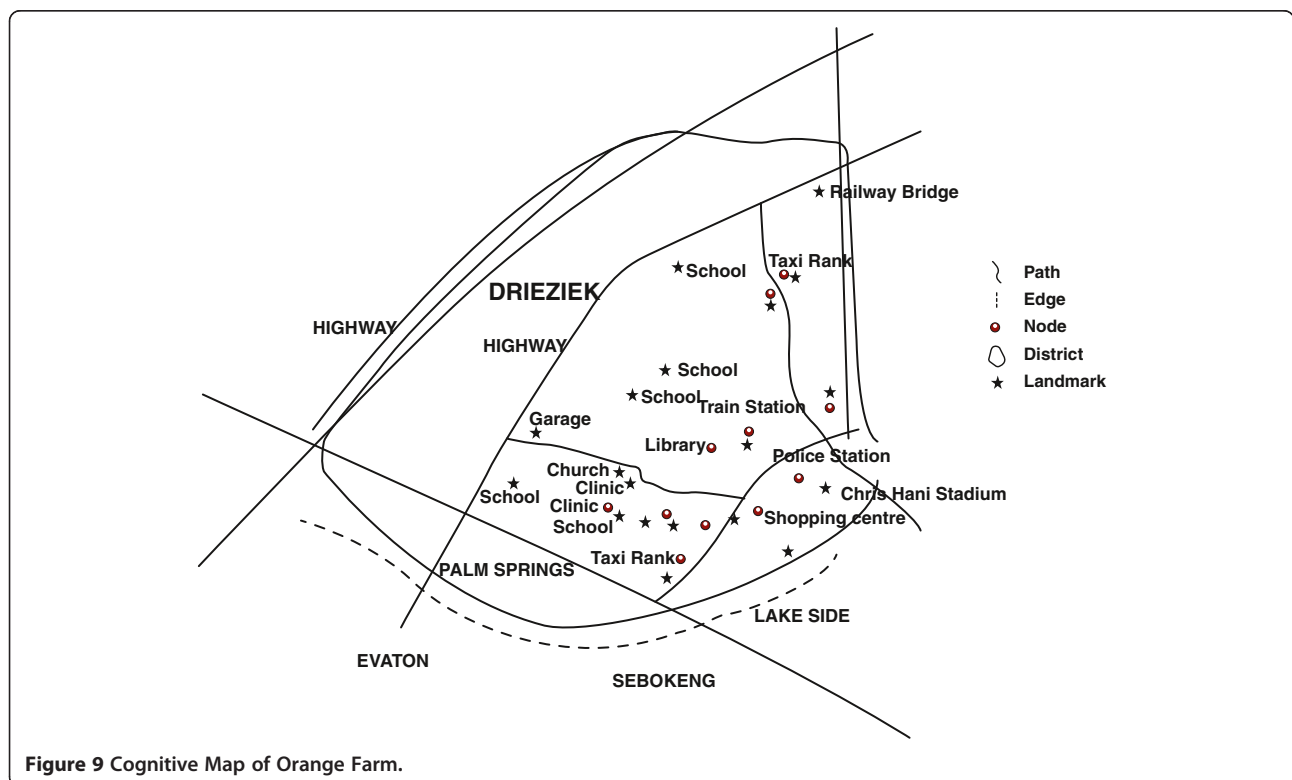 Railway Bridge
Taxi Rank
School
DRIEZIEK
HIGHWAY
HIGHWAY
School
School
Train Station
Garage
Library
Police Station
Church
Clinic
School
Chris Hani Stadium
Clinic
Shopping centre
School
Taxi Rank
PALM SPRINGS
LAKE SIDE
EVATON
SEBOKENG
Path
Edge
Node
District
Landmark
Figure 9 Cognitive Map of Orange Farm.